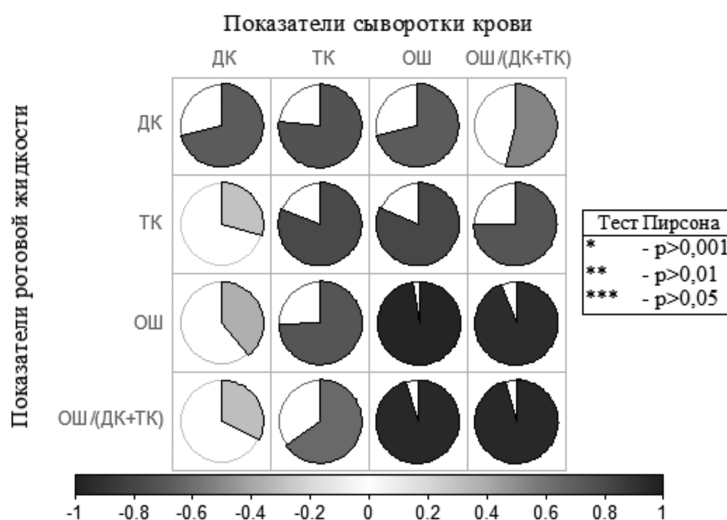 Показатели сыворотки крови
ДК ТК ОШ ОШ/(ДК+ТК)
Показатели ротовой жидкости
ДК
ТК
ОШ
ОШ/(ДК+ТК)
Тест Пирсона
* - p>0,001
** - p>0,01
*** - p>0,05
-1 -0.8 -0.6 -0.4 -0.2 0 0.2 0.4 0.6 0.8 1